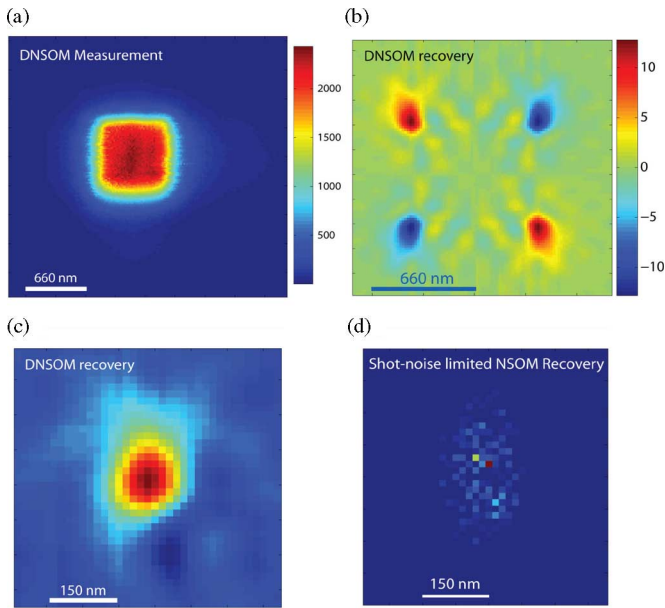 (a)
DNSOM Measurement
2000
1500
1000
500
660 nm
(b)
DNSOM recovery
10
5
0
−5
−10
660 nm
(c)
DNSOM recovery
150 nm
(d)
Shot-noise limited NSOM Recovery
150 nm